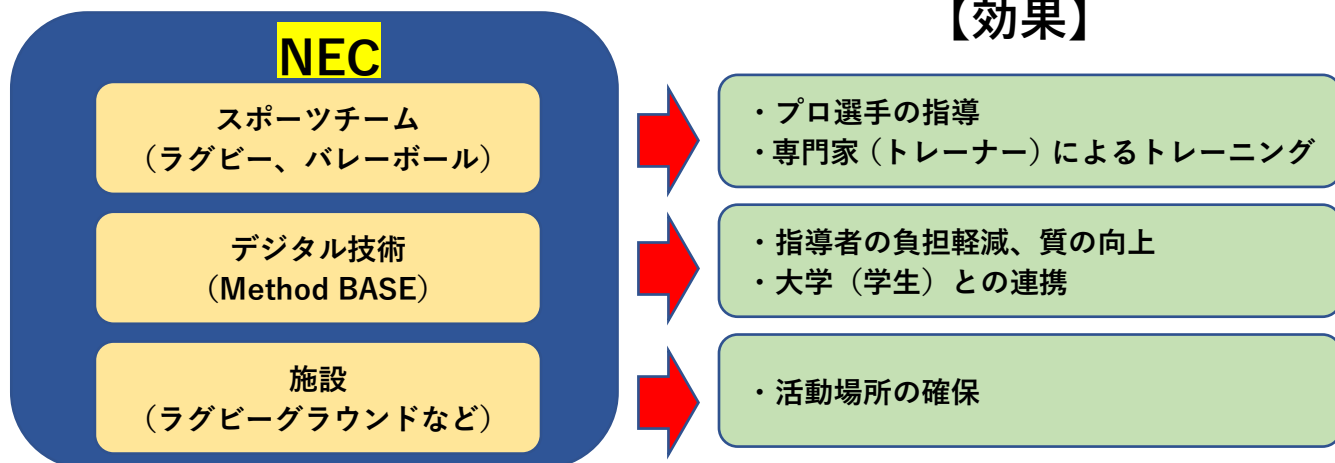 【効果】
NEC
スポーツチーム
（ラグビー、バレーボール）
・プロ選手の指導
・専門家（トレーナー）によるトレーニング
デジタル技術
（Method BASE）
・指導者の負担軽減、質の向上
・大学（学生）との連携
施設
（ラグビーグラウンドなど）
・活動場所の確保